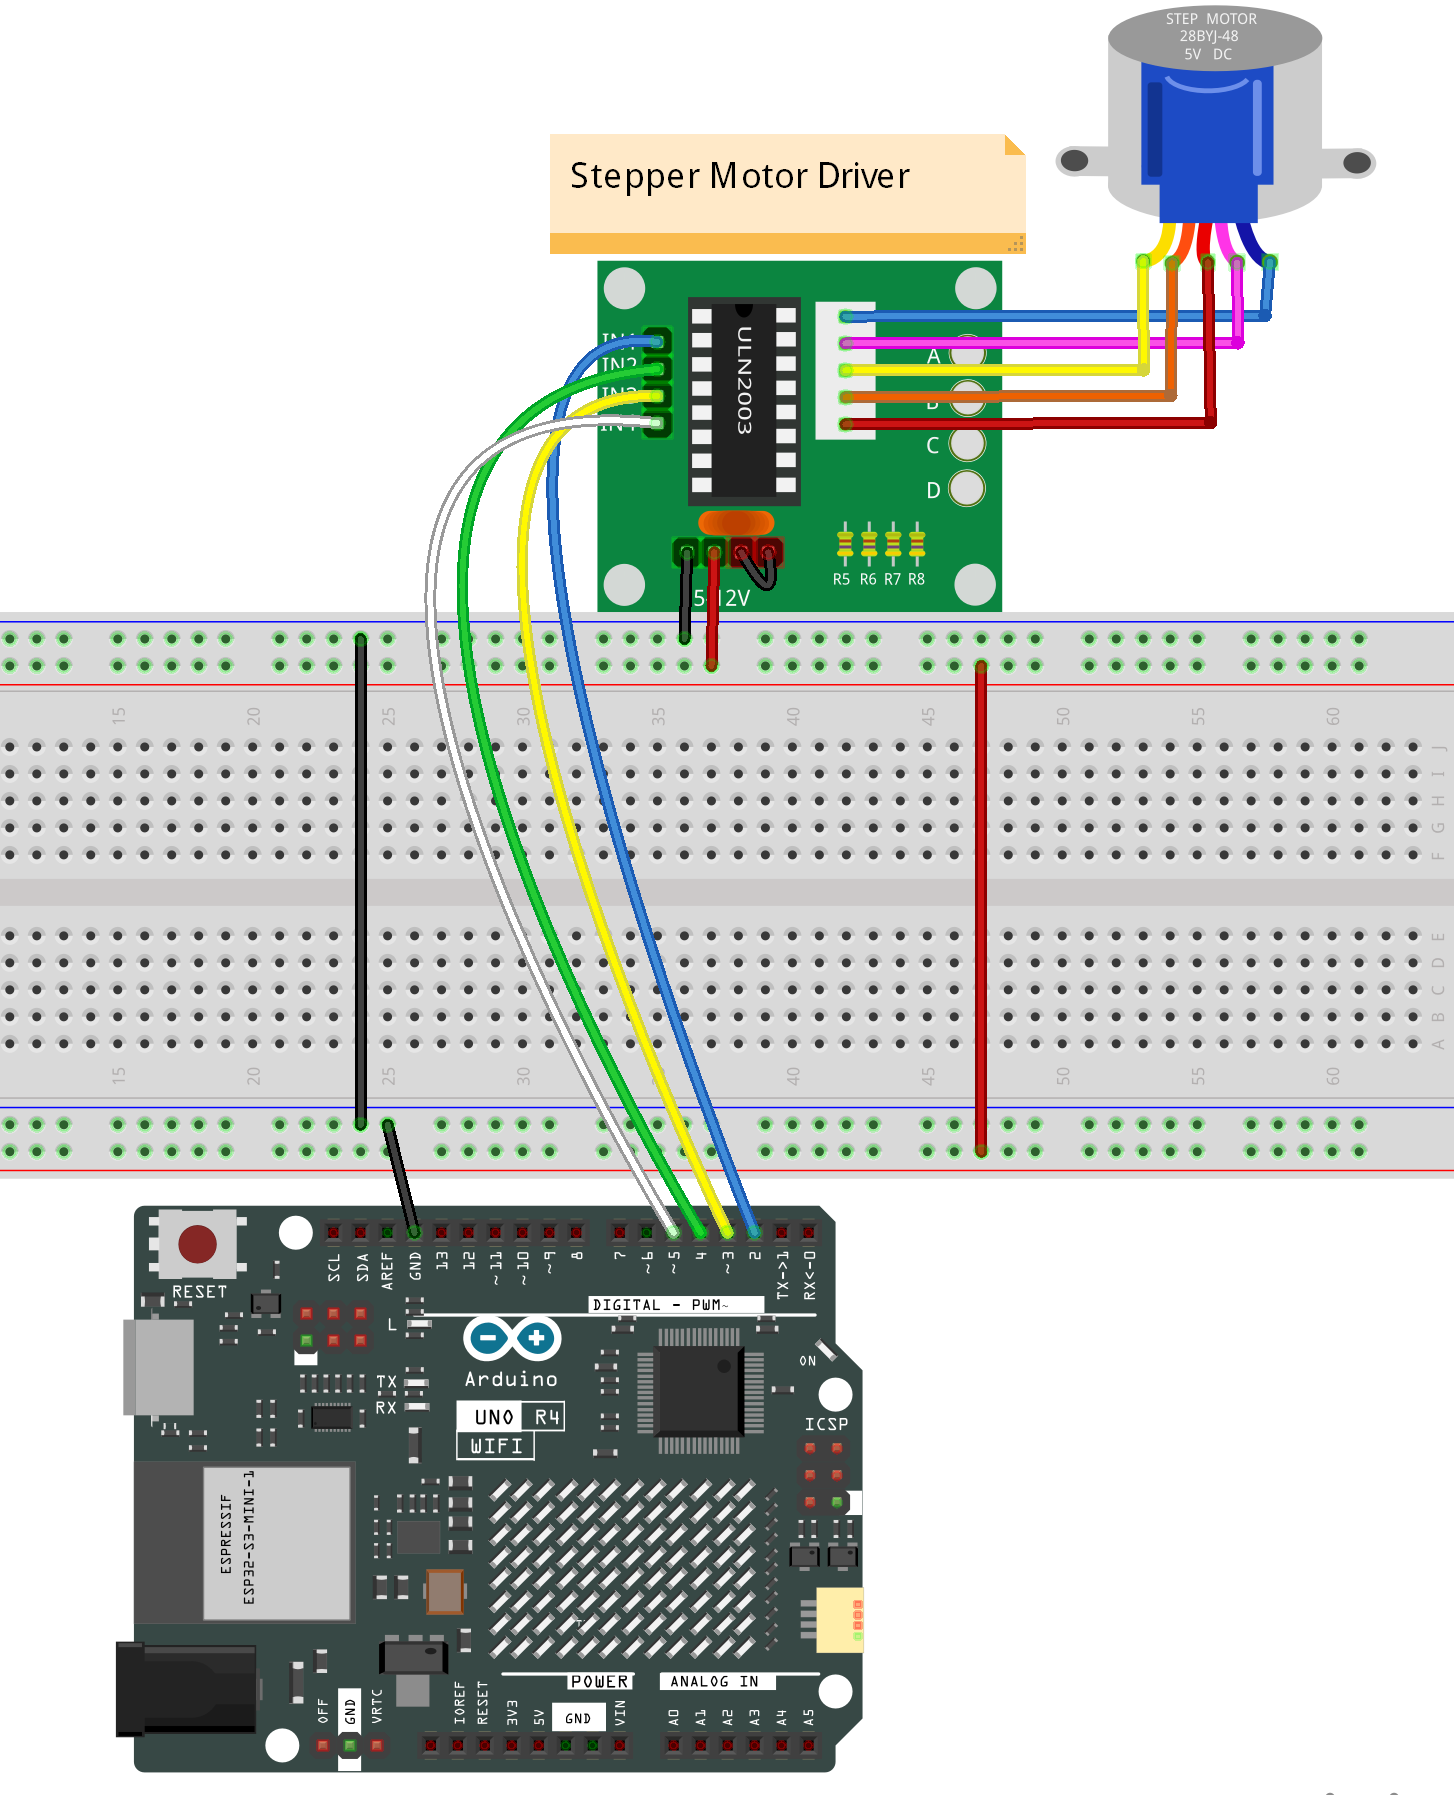 STEP MOTOR
28BYJ-48
5V DC
Stepper Motor Driver
IN1
IN2
IN3
IN4
ULN2003
A
B
C
D
R5 R6 R7 R8
5-12V
15 20 25 30 35 40 45 50 55 60
J
I
H
G
F
E
D
C
B
A
15 20 25 30 35 40 45 50 55 60
RESET
SCL
SDA
AREF
GND
13
12
~11
~10
~9
8
7
~6
~5
4
~3
2
TX->1
RX<-0
DIGITAL - PWM~
L
ON
Arduino
TX
RX
UNO R4
WIFI
ICSP
ESPRESSIF
ESP32-S3-MINI-1
POWER
ANALOG IN
OFF
GND
VRTC
IOREF
RESET
3V3
5V
GND
VIN
A0
A1
A2
A3
A4
A5